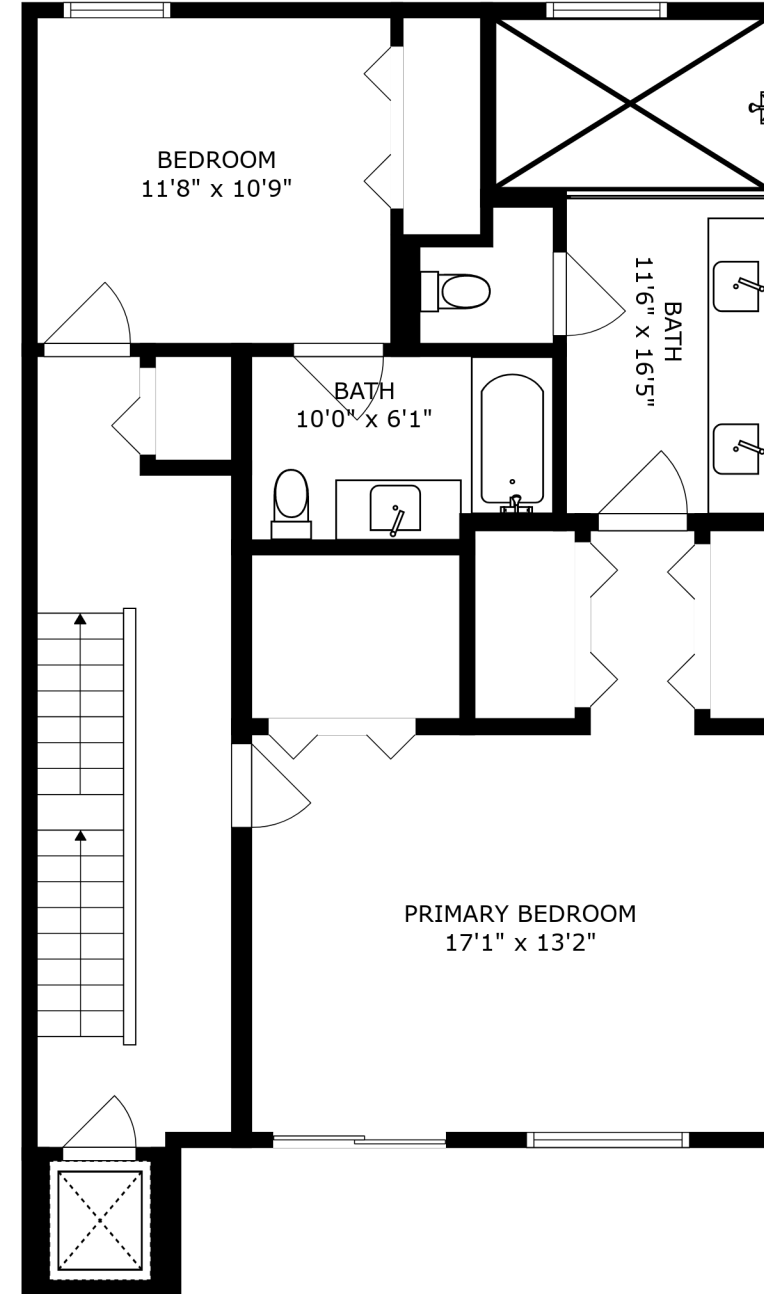 BEDROOM
11'8" x 10'9"
BATH
11'6" x 16'5"
BATH
10'0" x 6'1"
PRIMARY BEDROOM
17'1" x 13'2"